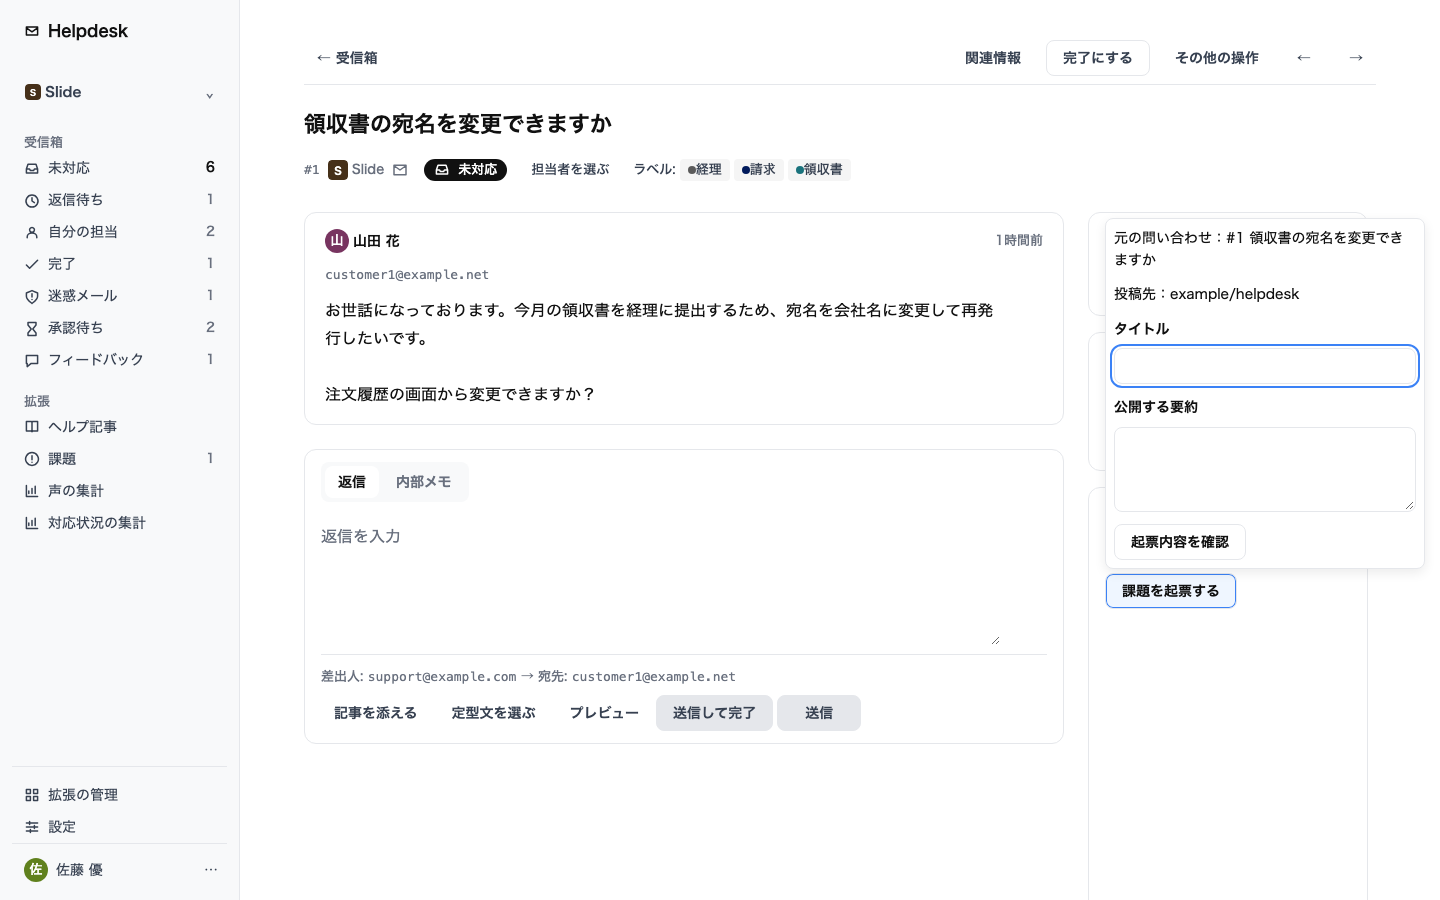 Helpdesk
S Slide
受信箱
未対応 6
返信待ち 1
自分の担当 2
完了 1
迷惑メール 1
承認待ち 2
フィードバック 1
拡張
ヘルプ記事
課題 1
声の集計
対応状況の集計
拡張の管理
設定
佐 佐藤 優 …
← 受信箱 関連情報 完了にする その他の操作 ← →
領収書の宛名を変更できますか
#1 S Slide 未対応 担当者を選ぶ ラベル: 経理 請求 領収書
山 山田 花 1時間前
customer1@example.net
お世話になっております。今月の領収書を経理に提出するため、宛名を会社名に変更して再発
行したいです。
注文履歴の画面から変更できますか？
返信 内部メモ
返信を入力
差出人: support@example.com → 宛先: customer1@example.net
記事を添える 定型文を選ぶ プレビュー 送信して完了 送信
元の問い合わせ：#1 領収書の宛名を変更でき
ますか
投稿先：example/helpdesk
タイトル
公開する要約
起票内容を確認
課題を起票する